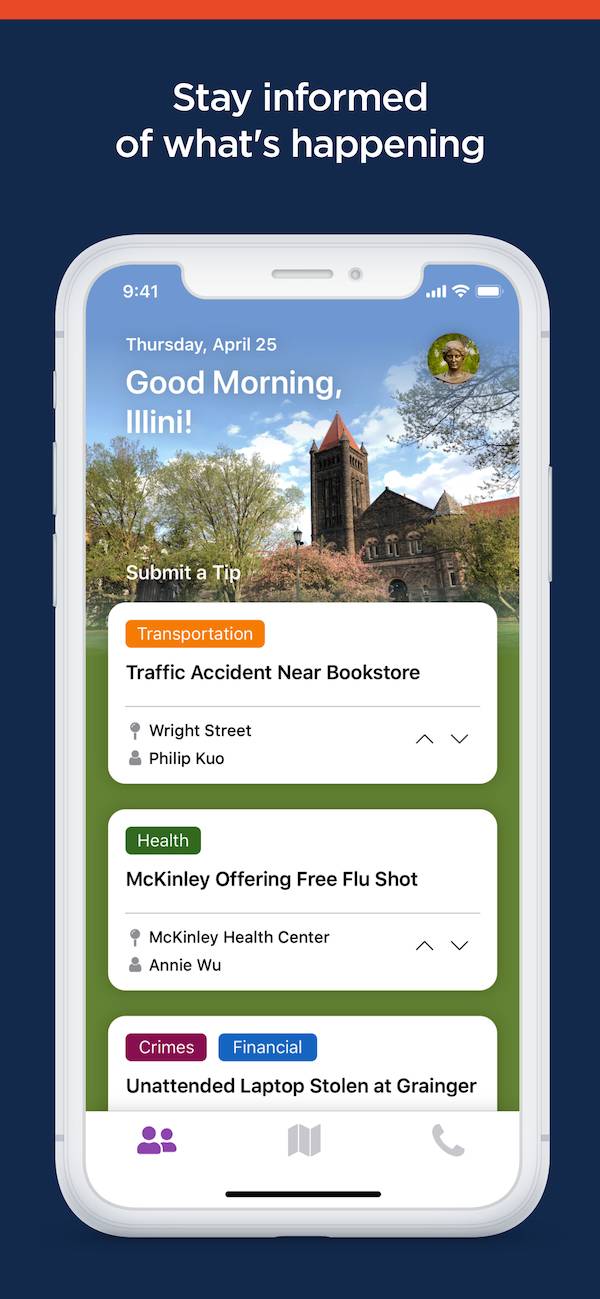 Stay informed
of what's happening
9:41
Thursday, April 25
Good Morning,
Illini!
Submit a Tip
Transportation
Traffic Accident Near Bookstore
Wright Street
Philip Kuo
Health
McKinley Offering Free Flu Shot
McKinley Health Center
Annie Wu
Crimes Financial
Unattended Laptop Stolen at Grainger